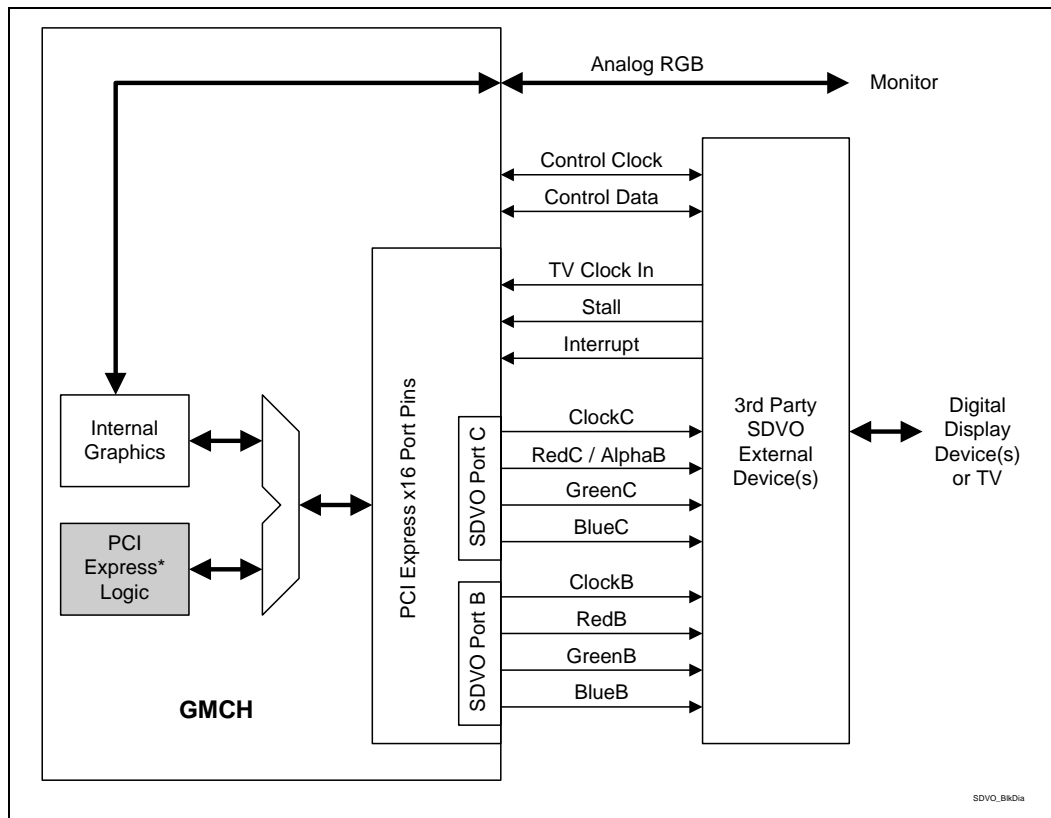 Analog RGB
Monitor
Control Clock
Control Data
TV Clock In
Stall
Interrupt
Internal
Graphics
PCI
Express*
Logic
PCI Express x16 Port Pins
SDVO Port C
SDVO Port B
ClockC
RedC / AlphaB
GreenC
BlueC
ClockB
RedB
GreenB
BlueB
3rd Party
SDVO
External
Device(s)
Digital
Display
Device(s)
or TV
GMCH
SDVO_BlkDia